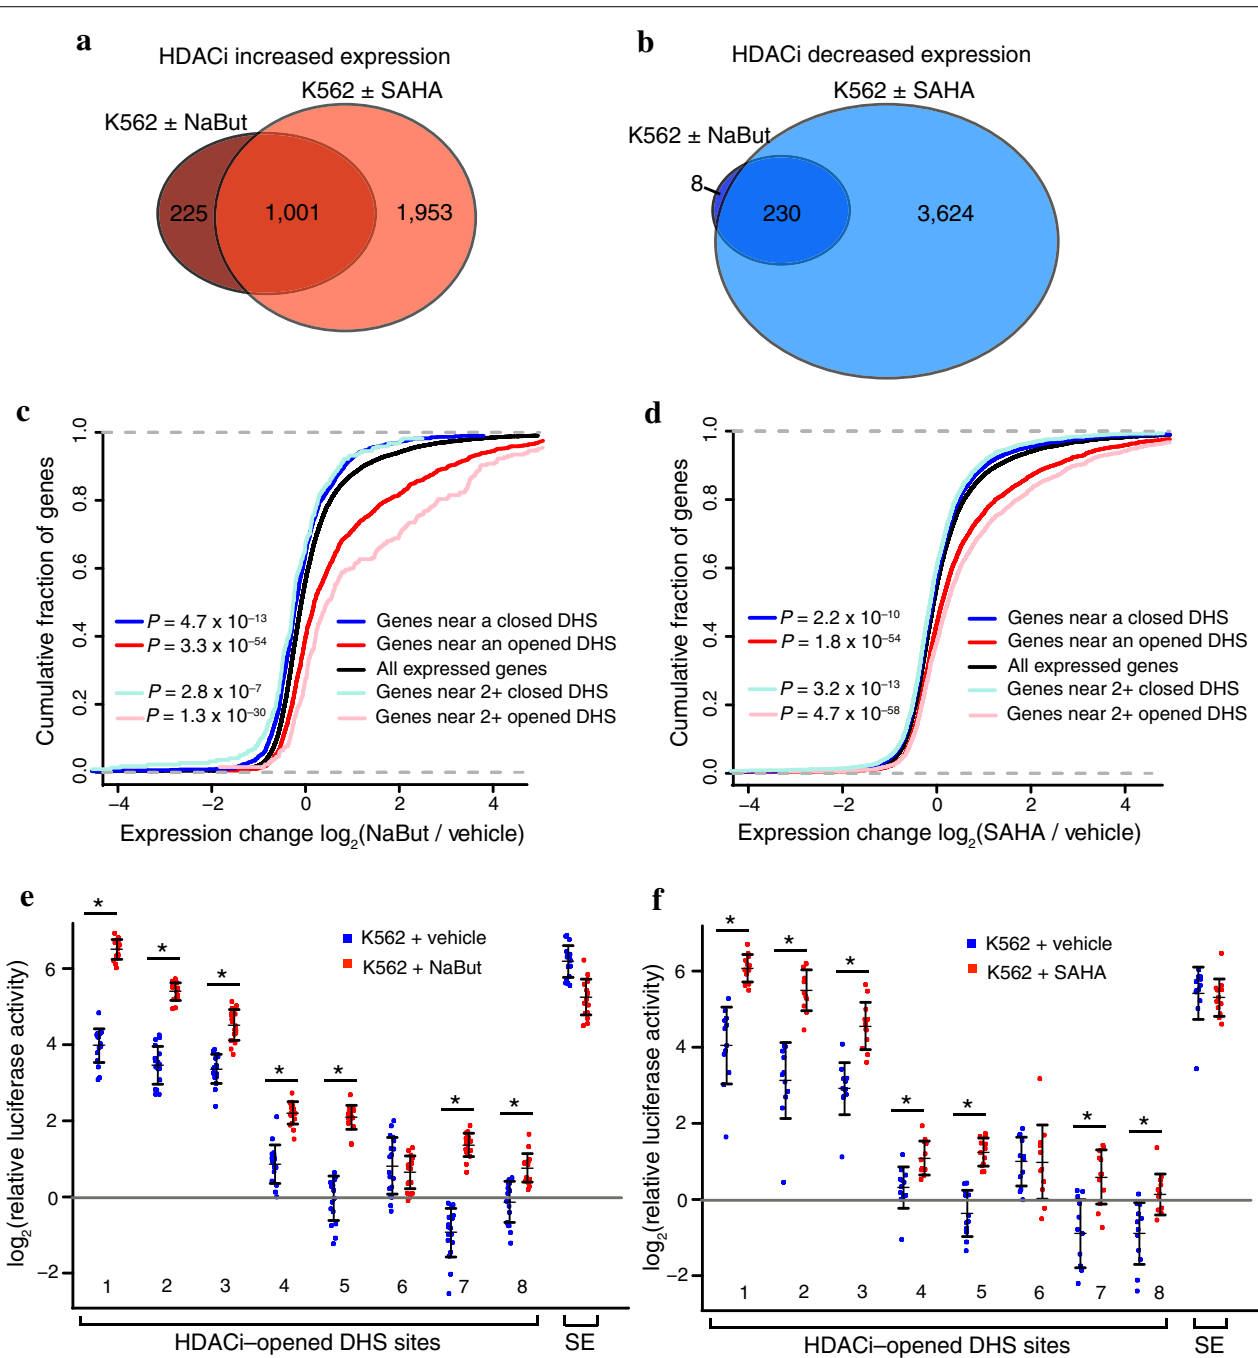 a
HDACi increased expression
K562 ± SAHA
K562 ± NaBut
225
1,001
1,953
b
HDACi decreased expression
K562 ± SAHA
K562 ± NaBut
8
230
3,624
c
Cumulative fraction of genes
1.0
0.8
0.6
0.4
0.2
0.0
P = 4.7 x 10⁻¹³
P = 3.3 x 10⁻⁵⁴
P = 2.8 x 10⁻⁷
P = 1.3 x 10⁻³⁰
Genes near a closed DHS
Genes near an opened DHS
All expressed genes
Genes near 2+ closed DHS
Genes near 2+ opened DHS
−4 −2 0 2 4
Expression change log₂(NaBut / vehicle)
d
Cumulative fraction of genes
1.0
0.8
0.6
0.4
0.2
0.0
P = 2.2 x 10⁻¹⁰
P = 1.8 x 10⁻⁵⁴
P = 3.2 x 10⁻¹³
P = 4.7 x 10⁻⁵⁸
Genes near a closed DHS
Genes near an opened DHS
All expressed genes
Genes near 2+ closed DHS
Genes near 2+ opened DHS
−4 −2 0 2 4
Expression change log₂(SAHA / vehicle)
e
log₂(relative luciferase activity)
6
4
2
0
−2
* * * * * * *
K562 + vehicle
K562 + NaBut
1 2 3 4 5 6 7 8
HDACi–opened DHS sites SE
f
log₂(relative luciferase activity)
6
4
2
0
−2
* * * * * * *
K562 + vehicle
K562 + SAHA
1 2 3 4 5 6 7 8
HDACi–opened DHS sites SE